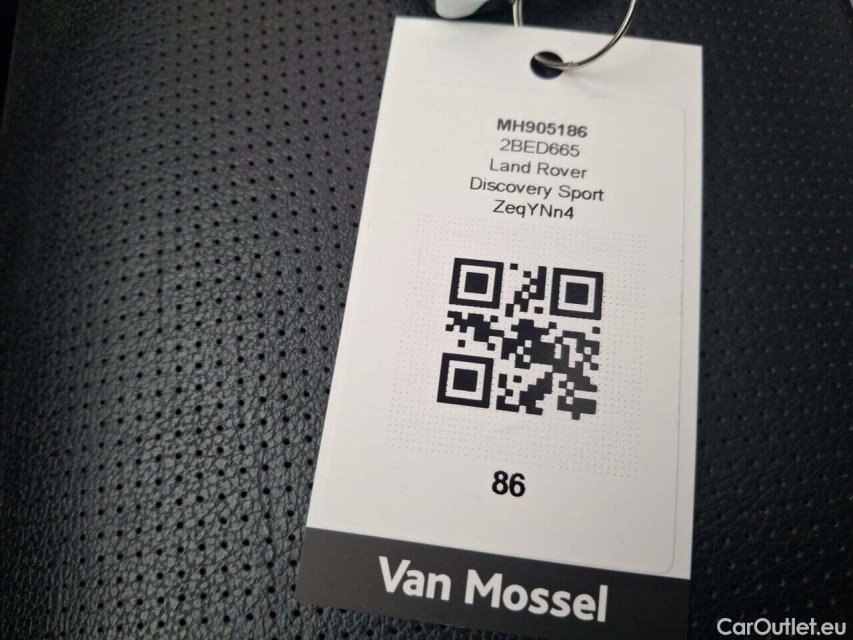 MH905186
2BED665
Land Rover
Discovery Sport
ZeqYNn4
86
Van Mossel
CarOutlet.eu